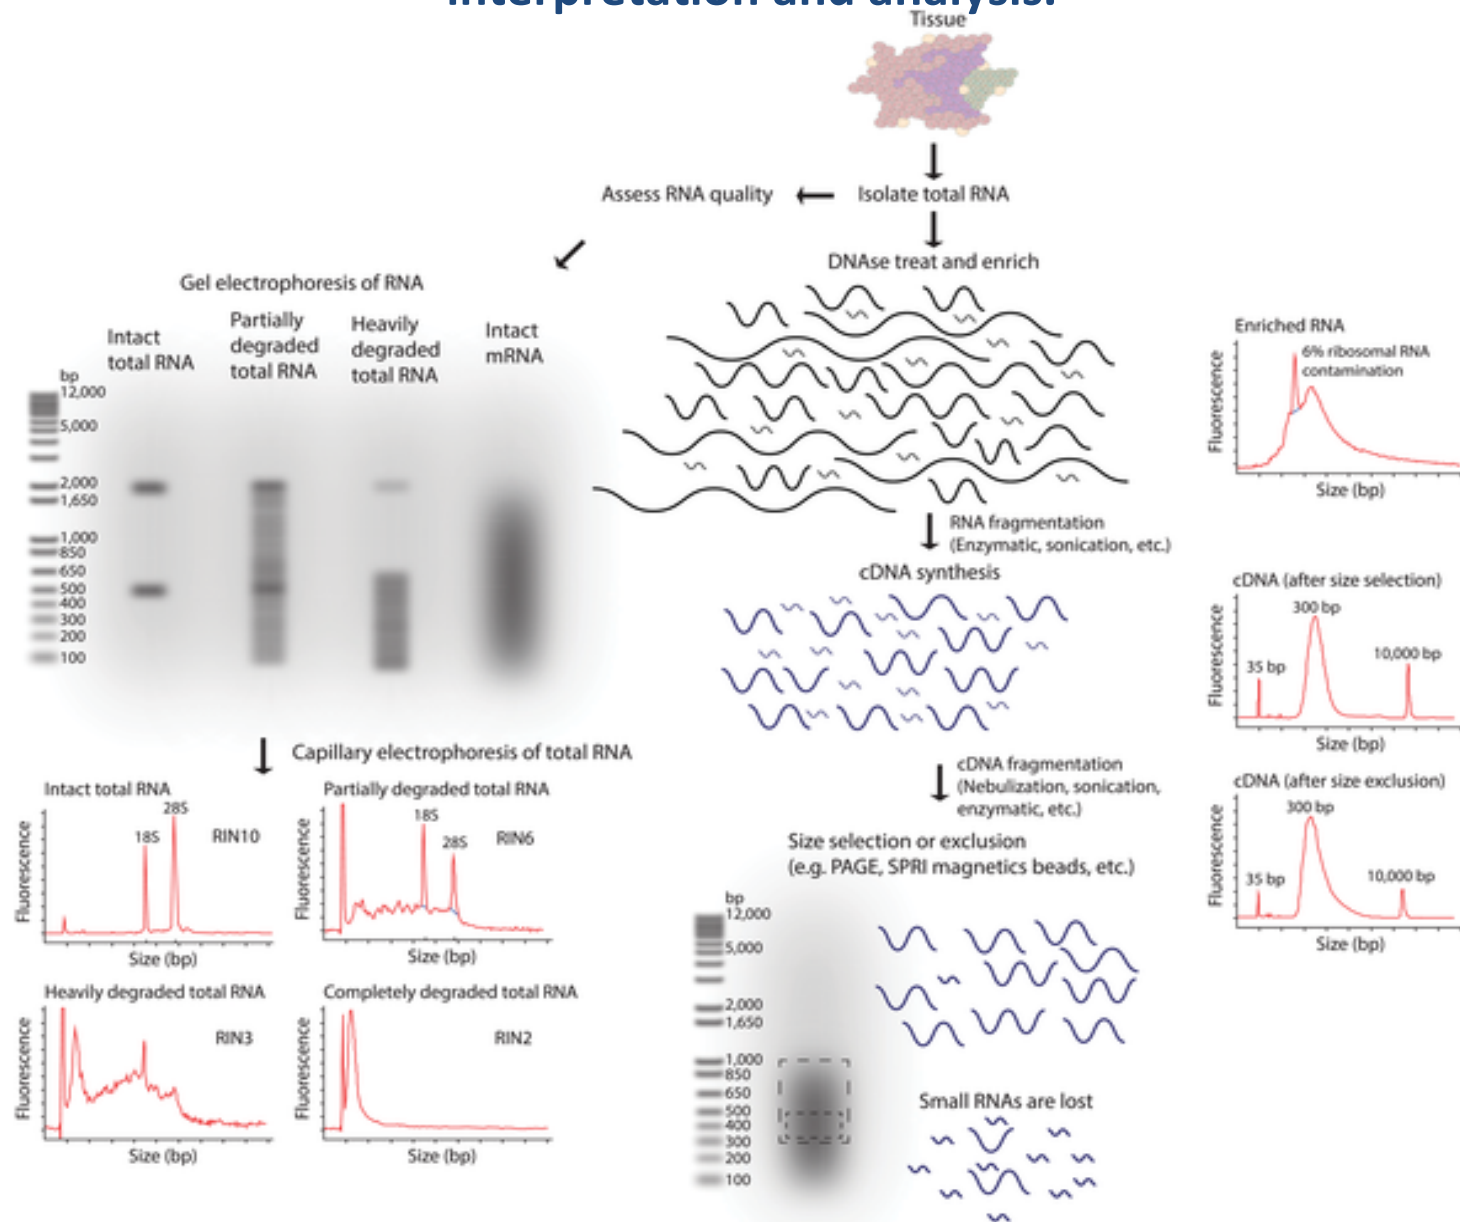 interpretation and analysis.
Tissue
Assess RNA quality
Isolate total RNA
DNAse treat and enrich
Gel electrophoresis of RNA
Intact
total RNA
Partially
degraded
total RNA
Heavily
degraded
total RNA
Intact
mRNA
bp
12,000
5,000
2,000
1,650
1,000
850
650
500
400
300
200
100
Enriched RNA
6% ribosomal RNA
contamination
Fluorescence
Size (bp)
RNA fragmentation
(Enzymatic, sonication, etc.)
cDNA synthesis
cDNA (after size selection)
300 bp
35 bp
10,000 bp
Fluorescence
Size (bp)
cDNA fragmentation
(Nebulization, sonication,
enzymatic, etc.)
cDNA (after size exclusion)
300 bp
35 bp
10,000 bp
Fluorescence
Size (bp)
Capillary electrophoresis of total RNA
Intact total RNA
28S
18S
RIN10
Fluorescence
Size (bp)
Partially degraded total RNA
18S
28S
RIN6
Fluorescence
Size (bp)
Heavily degraded total RNA
RIN3
Fluorescence
Size (bp)
Completely degraded total RNA
RIN2
Fluorescence
Size (bp)
Size selection or exclusion
(e.g. PAGE, SPRI magnetics beads, etc.)
bp
12,000
5,000
2,000
1,650
1,000
850
650
500
400
300
200
100
Small RNAs are lost